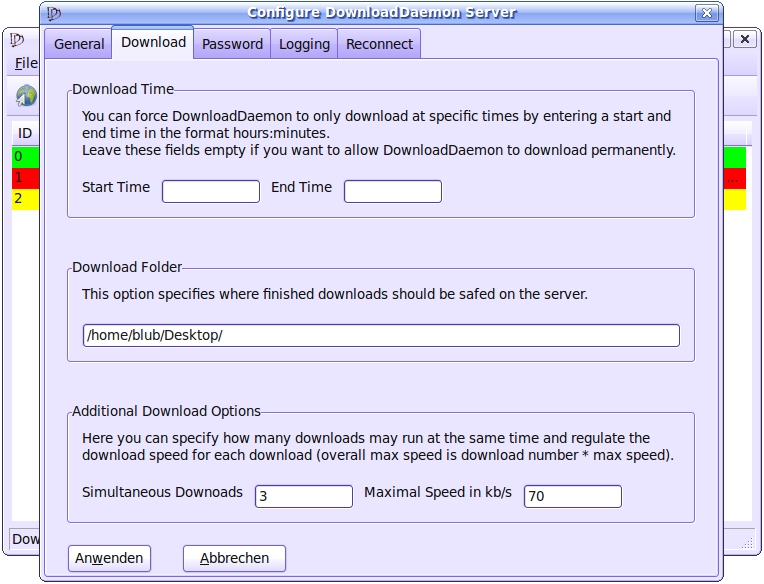 Configure DownloadDaemon Server
File
General Download Password Logging Reconnect
ID
0
1 ...
2
Download Time
You can force DownloadDaemon to only download at specific times by entering a start and
end time in the format hours:minutes.
Leave these fields empty if you want to allow DownloadDaemon to download permanently.
Start Time End Time
Download Folder
This option specifies where finished downloads should be safed on the server.
/home/blub/Desktop/
Additional Download Options
Here you can specify how many downloads may run at the same time and regulate the
download speed for each download (overall max speed is download number * max speed).
Simultaneous Downoads 3 Maximal Speed in kb/s 70
Dow
Anwenden Abbrechen